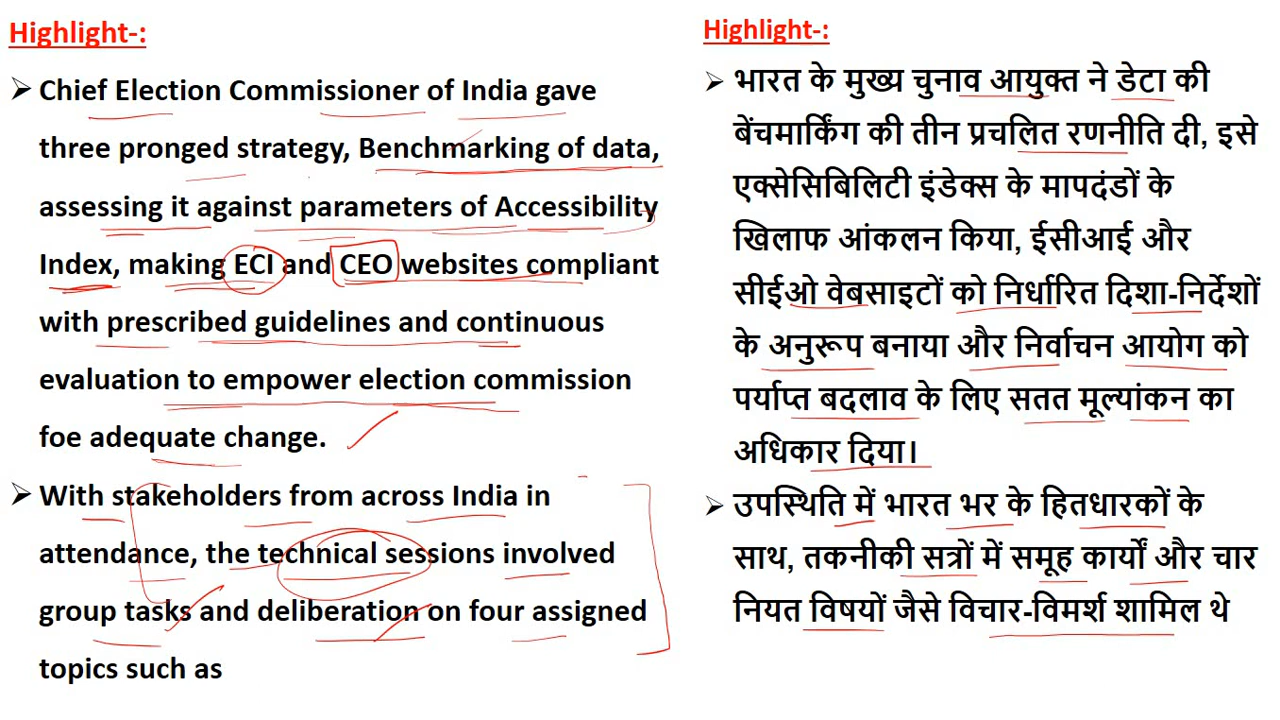 Highlight-:
➢ Chief Election Commissioner of India gave
three pronged strategy, Benchmarking of data,
assessing it against parameters of Accessibility
Index, making ECI and CEO websites compliant
with prescribed guidelines and continuous
evaluation to empower election commission
foe adequate change.
➢ With stakeholders from across India in
attendance, the technical sessions involved
group tasks and deliberation on four assigned
topics such as
Highlight-:
➢ भारत के मुख्य चुनाव आयुक्त ने डेटा की
बेंचमार्किंग की तीन प्रचलित रणनीति दी, इसे
एक्सेसिबिलिटी इंडेक्स के मापदंडों के
खिलाफ आंकलन किया, ईसीआई और
सीईओ वेबसाइटों को निर्धारित दिशा-निर्देशों
के अनुरूप बनाया और निर्वाचन आयोग को
पर्याप्त बदलाव के लिए सतत मूल्यांकन का
अधिकार दिया।
➢ उपस्थिति में भारत भर के हितधारकों के
साथ, तकनीकी सत्रों में समूह कार्यों और चार
नियत विषयों जैसे विचार-विमर्श शामिल थे